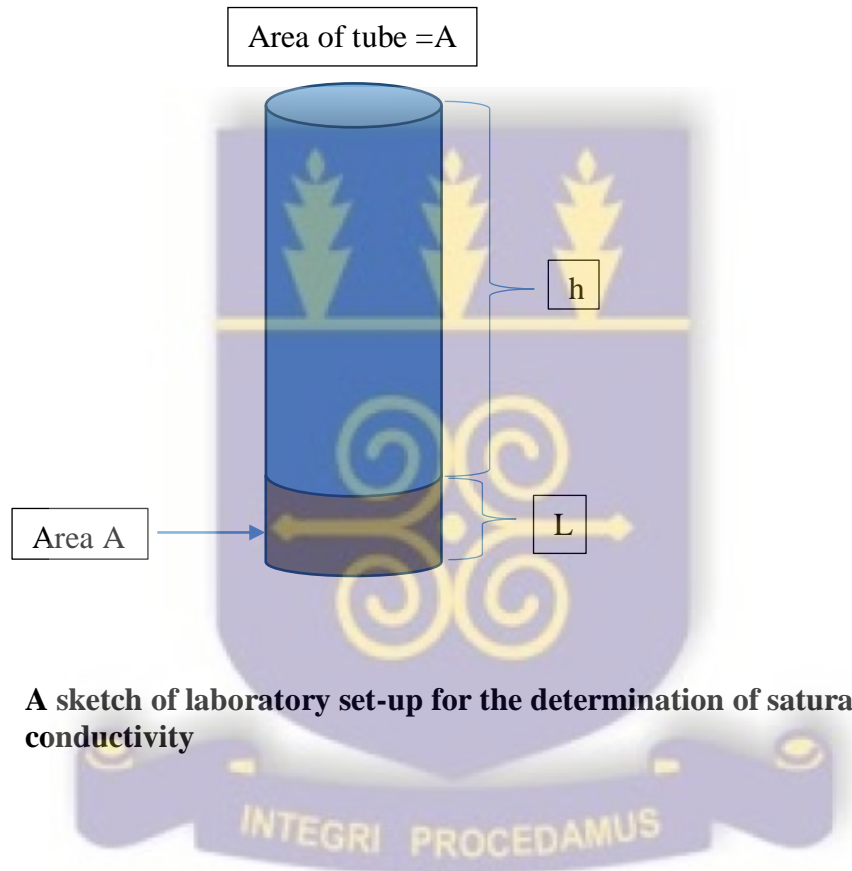 Area of tube =A
h
L
Area A
A sketch of laboratory set-up for the determination of satura
conductivity
INTEGRI PROCEDAMUS